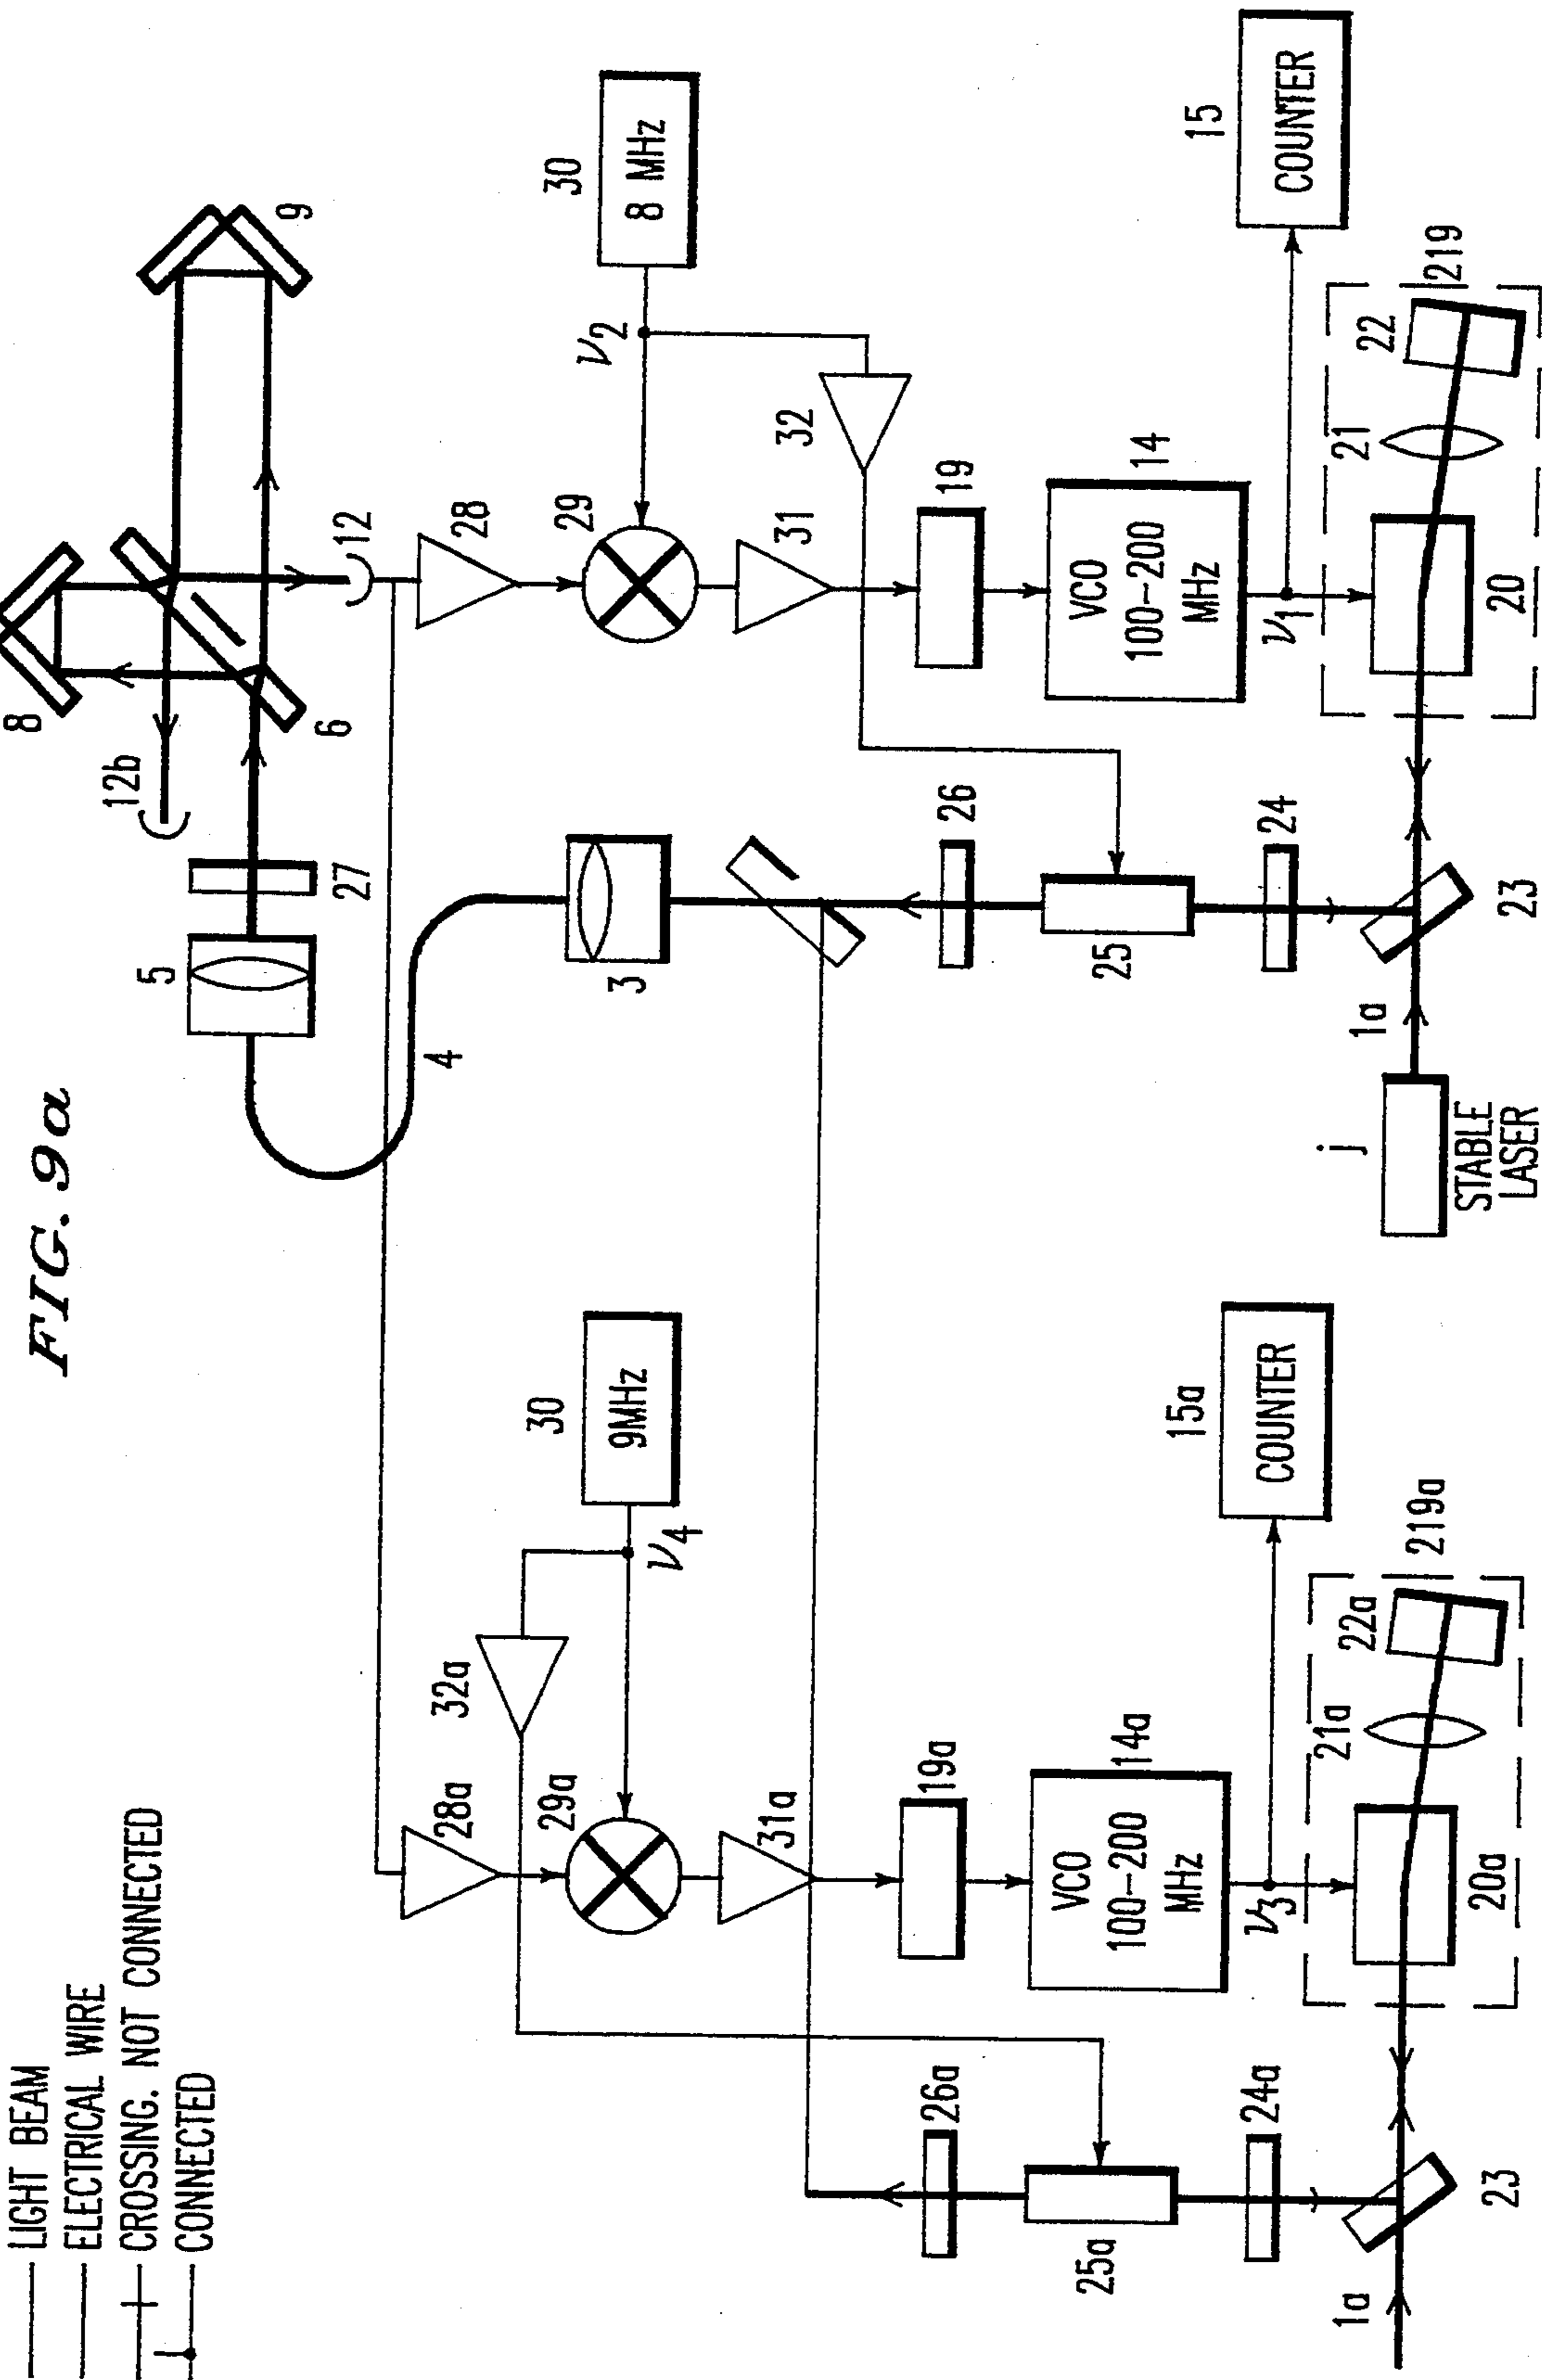 FIG. 9a
LIGHT BEAM
ELECTRICAL WIRE
CROSSING. NOT CONNECTED
CONNECTED
8
9
12b
6
12
5
27
4
3
28
29
30
8 MHz
ν2
32
31
19
VCO
100-200
MHz
14
ν1
15
COUNTER
26
25
24
23
1a
j
STABLE
LASER
20
21
22
219
28a
29a
30
9MHz
ν4
32a
31a
19a
VCO
100-200
MHz
14a
ν3
15a
COUNTER
26a
25a
24a
23
1a
20a
21a
22a
219a